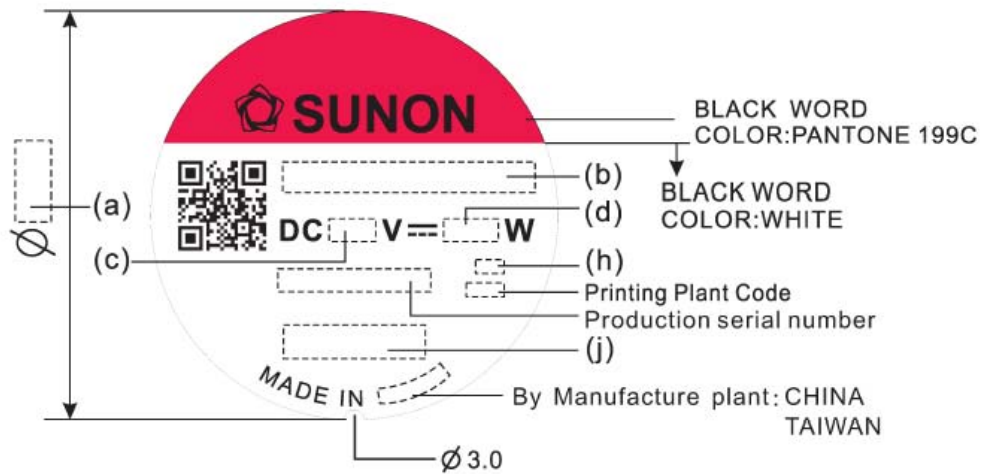 SUNON
BLACK WORD
COLOR:PANTONE 199C
(b)
BLACK WORD
COLOR:WHITE
(a)
Ø
DC V⎓ W
(d)
(c)
(h)
Printing Plant Code
Production serial number
(j)
MADE IN
By Manufacture plant: CHINA
TAIWAN
Ø 3.0